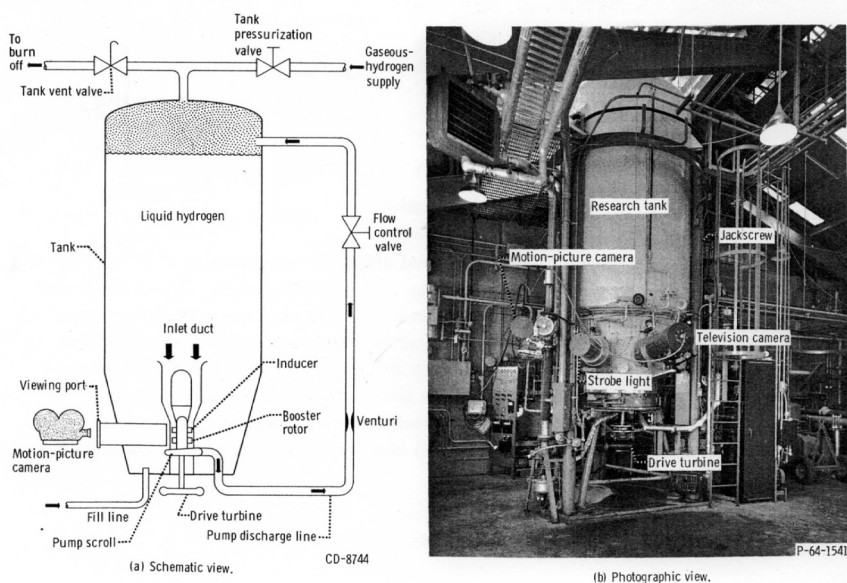 To
burn
off
Tank
pressurization
valve
Gaseous-
hydrogen
supply
Tank vent valve
Liquid hydrogen
Flow
control
valve
Tank
Inlet duct
Inducer
Viewing port
Booster
rotor
Venturi
Motion-picture
camera
Fill line
Drive turbine
Pump scroll
Pump discharge line
(a) Schematic view.
CD-8744
Research tank
Jackscrew
Motion-picture camera
Television camera
Strobe light
Drive turbine
P-64-1541
(b) Photographic view.